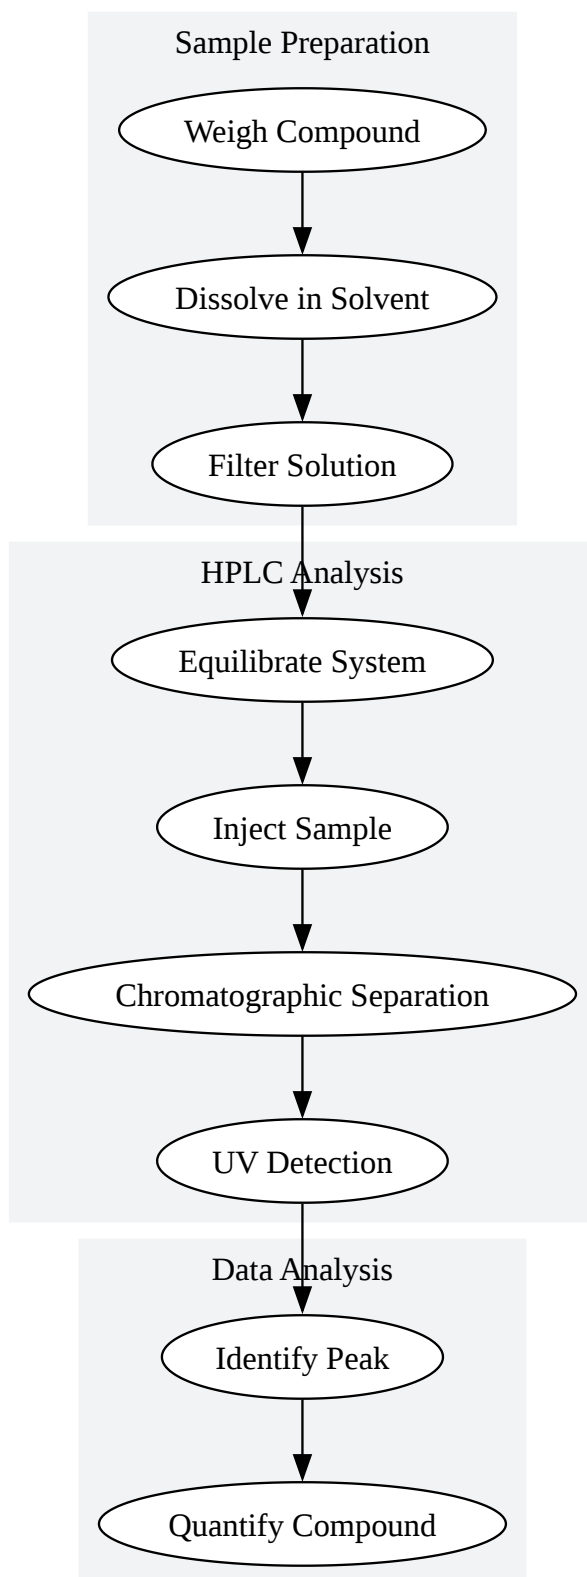 Sample Preparation
Weigh Compound
Dissolve in Solvent
Filter Solution
HPLC Analysis
Equilibrate System
Inject Sample
Chromatographic Separation
UV Detection
Data Analysis
Identify Peak
Quantify Compound